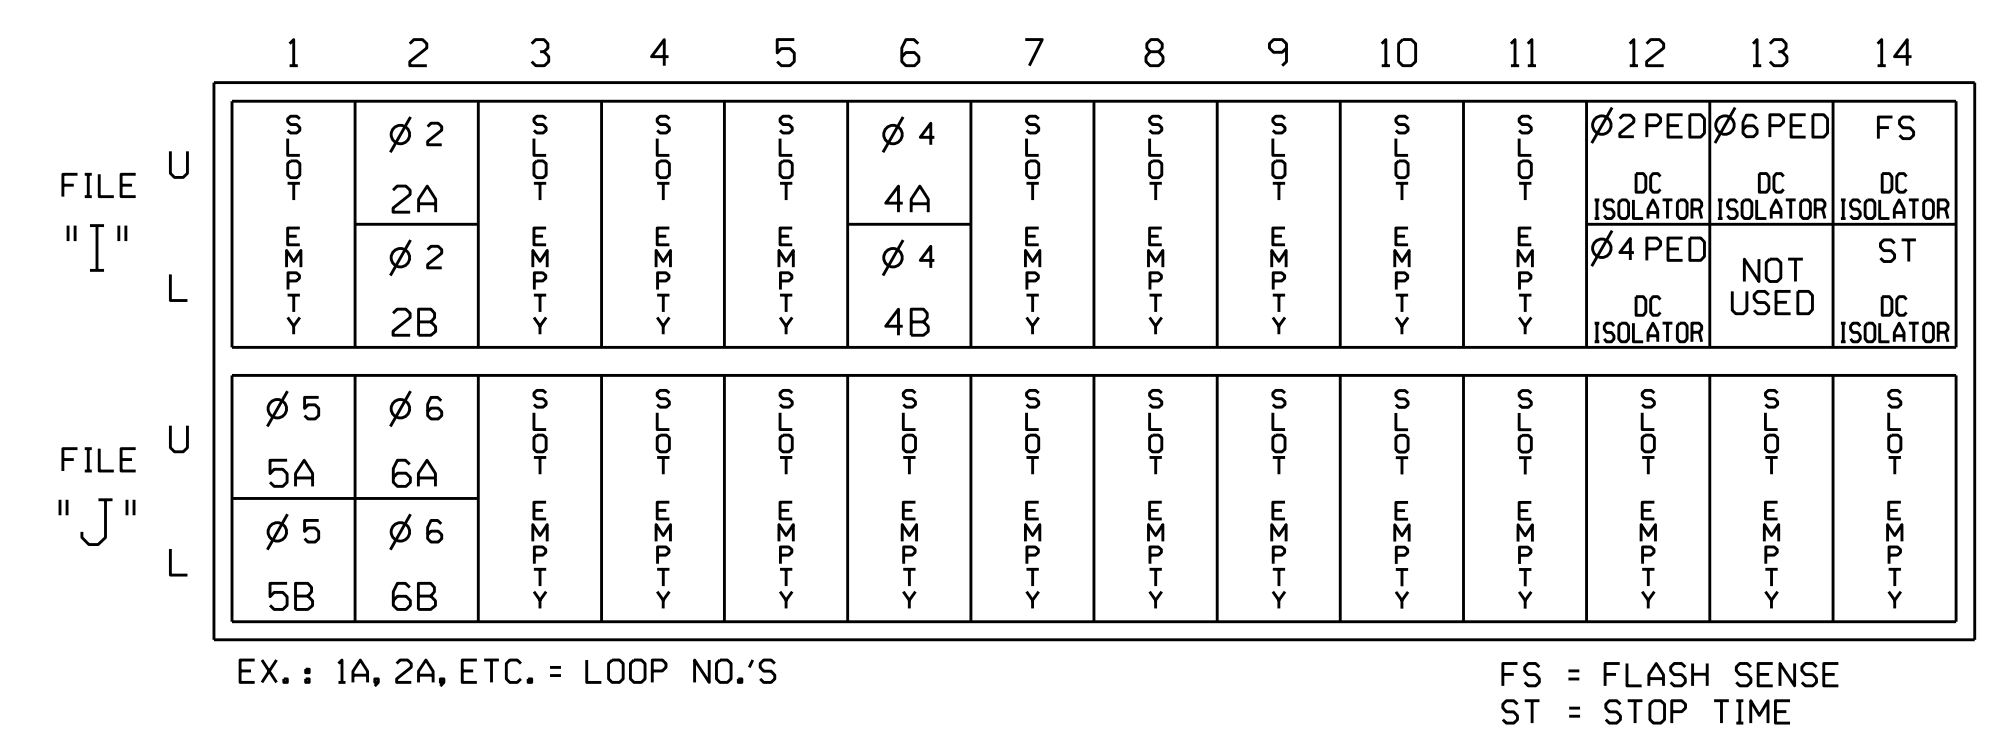 1 2 3 4 5 6 7 8 9 10 11 12 13 14
FILE "I"
U
L
SLOT EMPTY
Ø 2
2A
Ø 2
2B
SLOT EMPTY
SLOT EMPTY
SLOT EMPTY
Ø 4
4A
Ø 4
4B
SLOT EMPTY
SLOT EMPTY
SLOT EMPTY
SLOT EMPTY
SLOT EMPTY
Ø2 PED
DC
ISOLATOR
Ø4 PED
DC
ISOLATOR
Ø6 PED
DC
ISOLATOR
NOT
USED
FS
DC
ISOLATOR
ST
DC
ISOLATOR
FILE "J"
U
L
Ø 5
5A
Ø 5
5B
Ø 6
6A
Ø 6
6B
SLOT EMPTY
SLOT EMPTY
SLOT EMPTY
SLOT EMPTY
SLOT EMPTY
SLOT EMPTY
SLOT EMPTY
SLOT EMPTY
SLOT EMPTY
SLOT EMPTY
SLOT EMPTY
SLOT EMPTY
EX.: 1A, 2A, ETC. = LOOP NO.'S
FS = FLASH SENSE
ST = STOP TIME